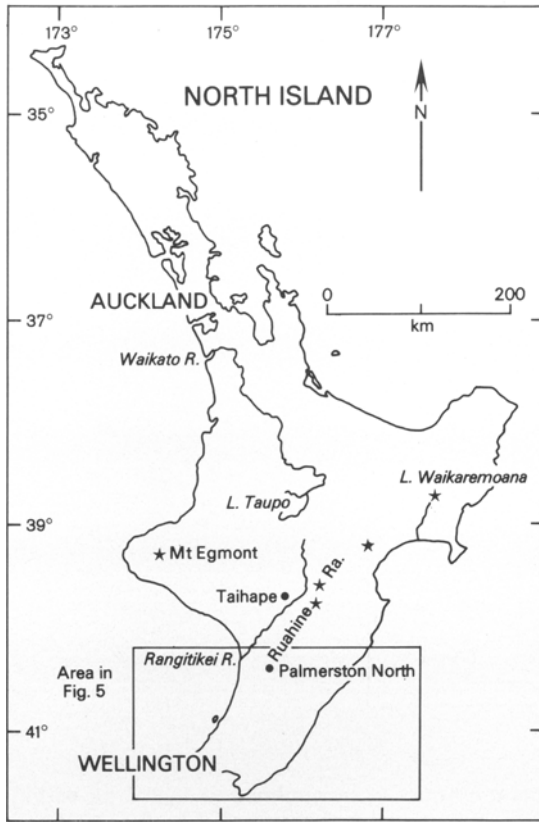 173°
175°
177°
NORTH ISLAND
N
35°
0
200
km
AUCKLAND
37°
Waikato R.
L. Waikaremoana
L. Taupo
39°
Mt Egmont
Taihape
Ruahine Ra.
Rangitikei R.
Area in
Fig. 5
Palmerston North
41°
WELLINGTON